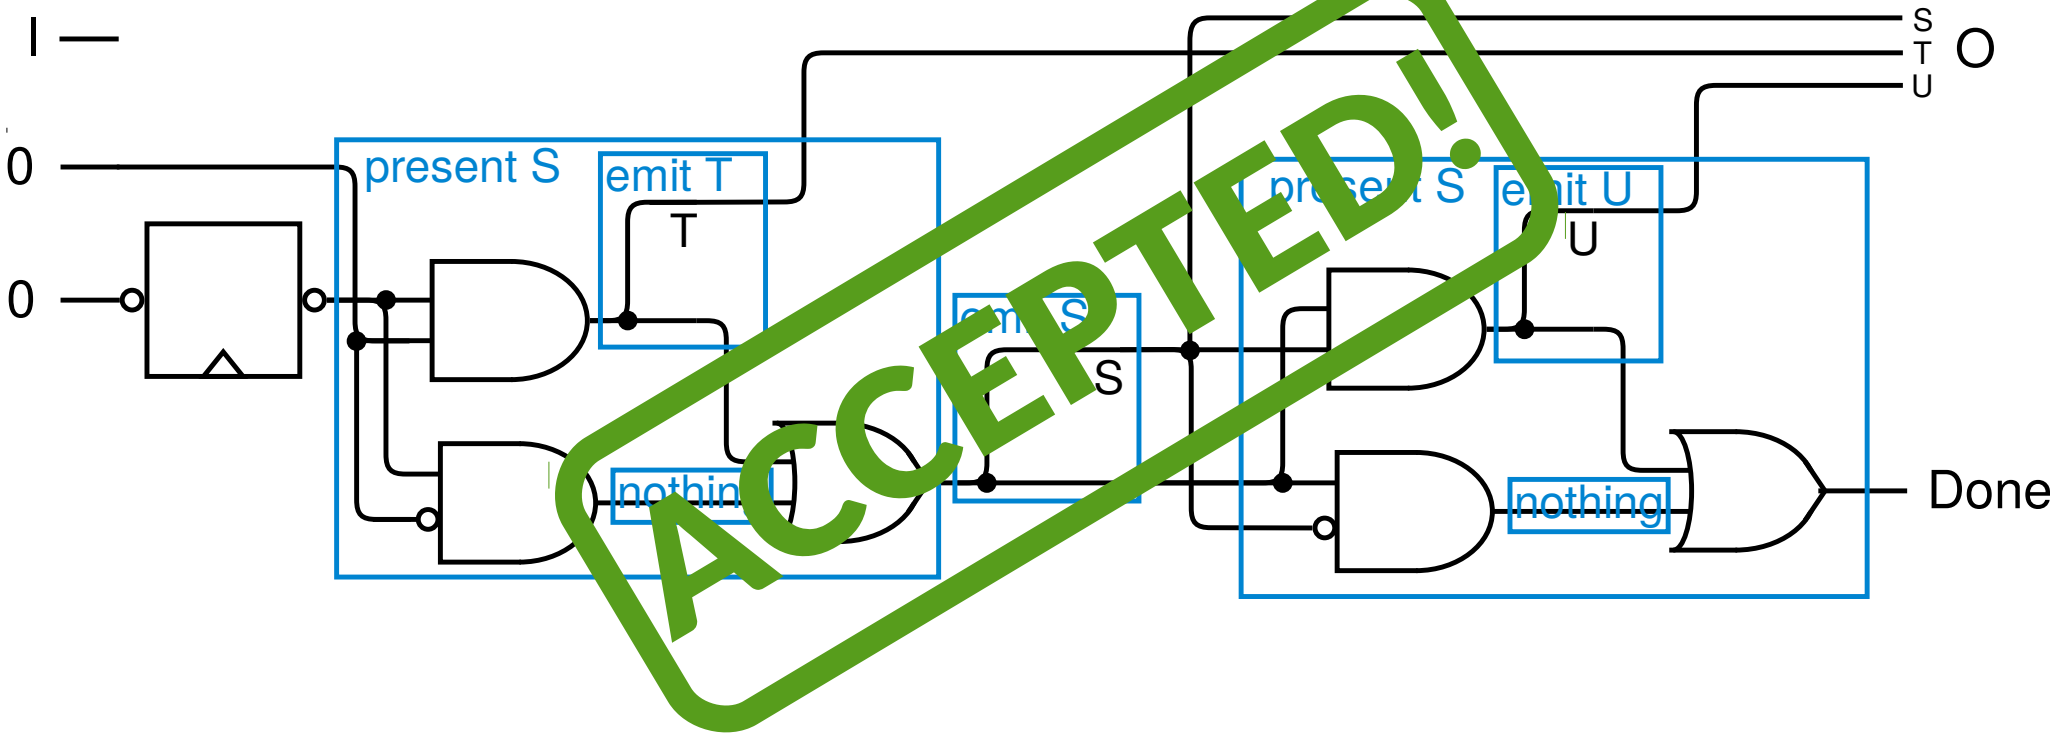 I
S
T
O
U
0
present S
emit T
T
present S
emit U
U
0
emit S
S
nothing
nothing
Done
ACCEPTED!